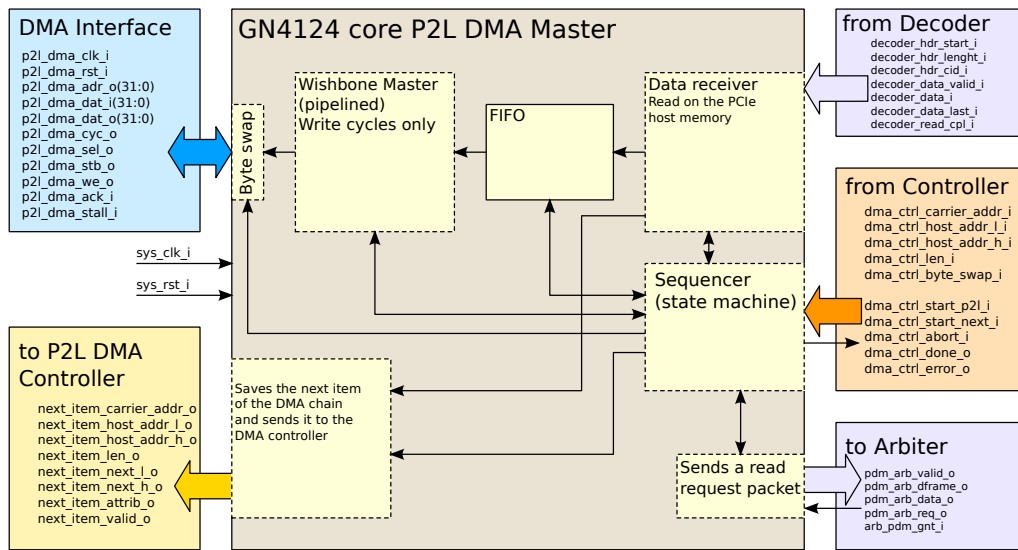 DMA Interface
p2l_dma_clk_i
p2l_dma_rst_i
p2l_dma_adr_o(31:0)
p2l_dma_dat_i(31:0)
p2l_dma_dat_o(31:0)
p2l_dma_cyc_o
p2l_dma_sel_o
p2l_dma_stb_o
p2l_dma_we_o
p2l_dma_ack_i
p2l_dma_stall_i
sys_clk_i
sys_rst_i
to P2L DMA
Controller
next_item_carrier_addr_o
next_item_host_addr_l_o
next_item_host_addr_h_o
next_item_len_o
next_item_next_l_o
next_item_next_h_o
next_item_attrib_o
next_item_valid_o
GN4124 core P2L DMA Master
Byte swap
Wishbone Master
(pipelined)
Write cycles only
FIFO
Data receiver
Read on the PCIe
host memory
Sequencer
(state machine)
Saves the next item
of the DMA chain
and sends it to the
DMA controller
Sends a read
request packet
from Decoder
decoder_hdr_start_i
decoder_hdr_lenght_i
decoder_hdr_cid_i
decoder_data_valid_i
decoder_data_i
decoder_data_last_i
decoder_read_cpl_i
from Controller
dma_ctrl_carrier_addr_i
dma_ctrl_host_addr_l_i
dma_ctrl_host_addr_h_i
dma_ctrl_len_i
dma_ctrl_byte_swap_i
dma_ctrl_start_p2l_i
dma_ctrl_start_next_i
dma_ctrl_abort_i
dma_ctrl_done_o
dma_ctrl_error_o
to Arbiter
pdm_arb_valid_o
pdm_arb_dframe_o
pdm_arb_data_o
pdm_arb_req_o
arb_pdm_gnt_i